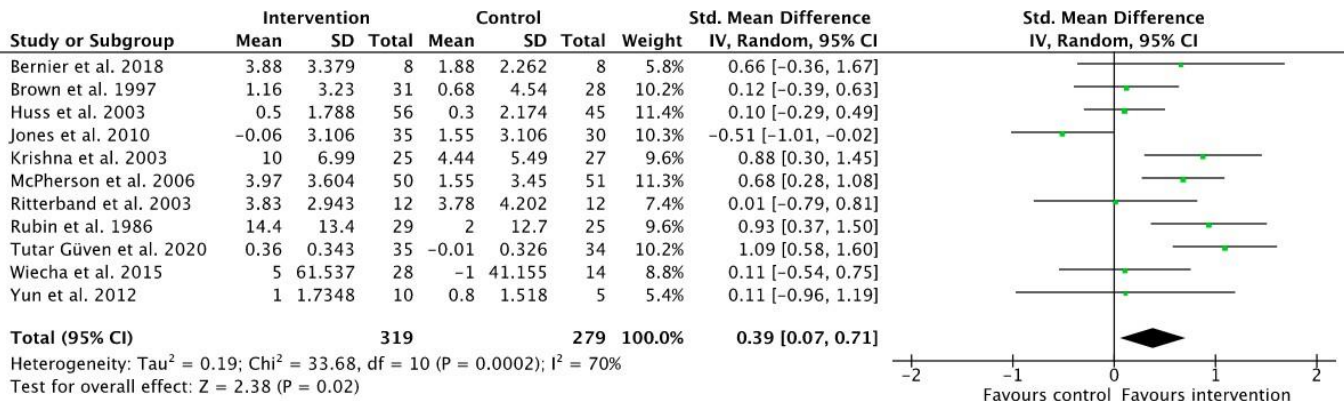 Intervention Control Std. Mean Difference Std. Mean Difference
Study or Subgroup Mean SD Total Mean SD Total Weight IV, Random, 95% CI IV, Random, 95% CI
Bernier et al. 2018 3.88 3.379 8 1.88 2.262 8 5.8% 0.66 [−0.36, 1.67]
Brown et al. 1997 1.16 3.23 31 0.68 4.54 28 10.2% 0.12 [−0.39, 0.63]
Huss et al. 2003 0.5 1.788 56 0.3 2.174 45 11.4% 0.10 [−0.29, 0.49]
Jones et al. 2010 −0.06 3.106 35 1.55 3.106 30 10.3% −0.51 [−1.01, −0.02]
Krishna et al. 2003 10 6.99 25 4.44 5.49 27 9.6% 0.88 [0.30, 1.45]
McPherson et al. 2006 3.97 3.604 50 1.55 3.45 51 11.3% 0.68 [0.28, 1.08]
Ritterband et al. 2003 3.83 2.943 12 3.78 4.202 12 7.4% 0.01 [−0.79, 0.81]
Rubin et al. 1986 14.4 13.4 29 2 12.7 25 9.6% 0.93 [0.37, 1.50]
Tutar Güven et al. 2020 0.36 0.343 35 −0.01 0.326 34 10.2% 1.09 [0.58, 1.60]
Wiecha et al. 2015 5 61.537 28 −1 41.155 14 8.8% 0.11 [−0.54, 0.75]
Yun et al. 2012 1 1.7348 10 0.8 1.518 5 5.4% 0.11 [−0.96, 1.19]
Total (95% CI) 319 279 100.0% 0.39 [0.07, 0.71]
Heterogeneity: Tau² = 0.19; Chi² = 33.68, df = 10 (P = 0.0002); I² = 70%
Test for overall effect: Z = 2.38 (P = 0.02)
−2 −1 0 1 2
Favours control Favours intervention